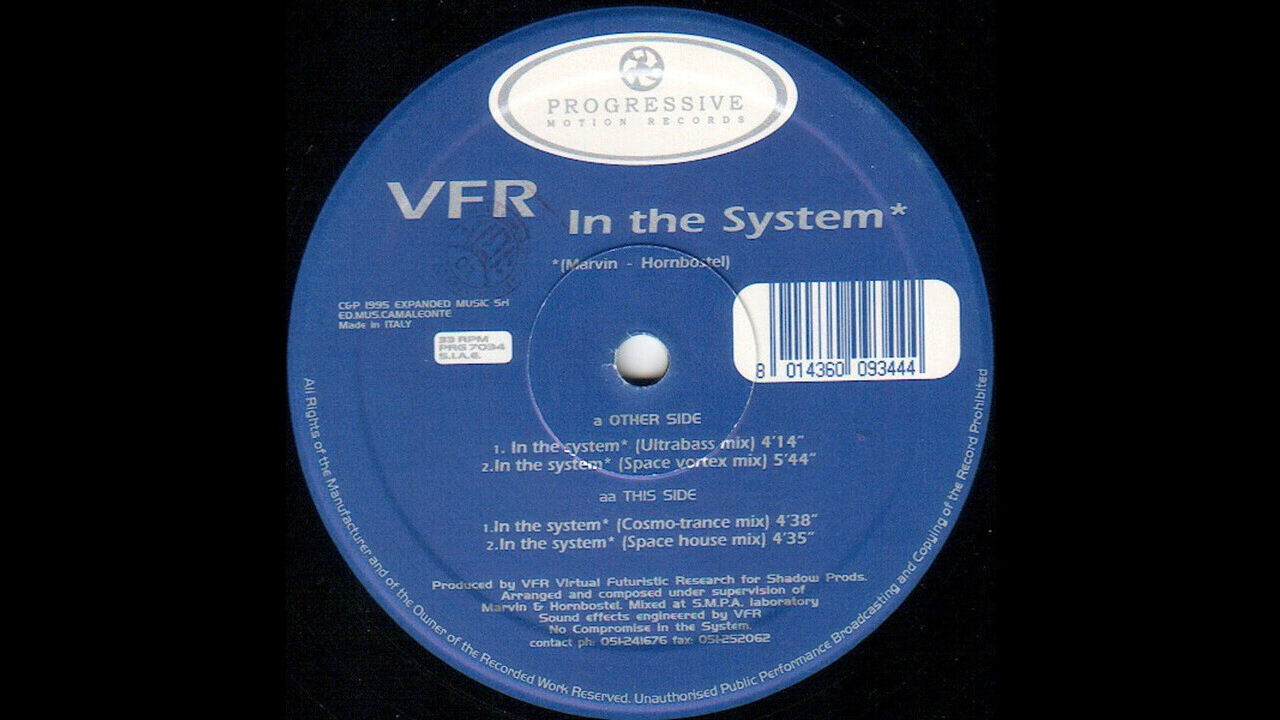 PROGRESSIVE
MOTION RECORDS
VFR
In the System*
*(Marvin - Hornbostel)
C&P 1995 EXPANDED MUSIC Srl
ED.MUS.CAMALEONTE
Made in ITALY
33 RPM
PRG 7034
S.I.A.E.
8 014360 093444
a OTHER SIDE
1. In the system* (Ultrabass mix) 4'14"
2.In the system* (Space vortex mix) 5'44"
aa THIS SIDE
1.In the system* (Cosmo-trance mix) 4'38"
2.In the system* (Space house mix) 4'35"
Produced by VFR Virtual Futuristic Research for Shadow Prods.
Arranged and composed under supervision of
Marvin & Hornbostel. Mixed at S.M.P.A. laboratory
Sound effects engineered by VFR
No Compromise in the System.
contact ph: 051-241676 fax: 051-252062
All Rights of the Manufacturer and of the Owner of the Recorded Work Reserved. Unauthorised Public Performance Broadcasting and Copying of the Record Prohibited